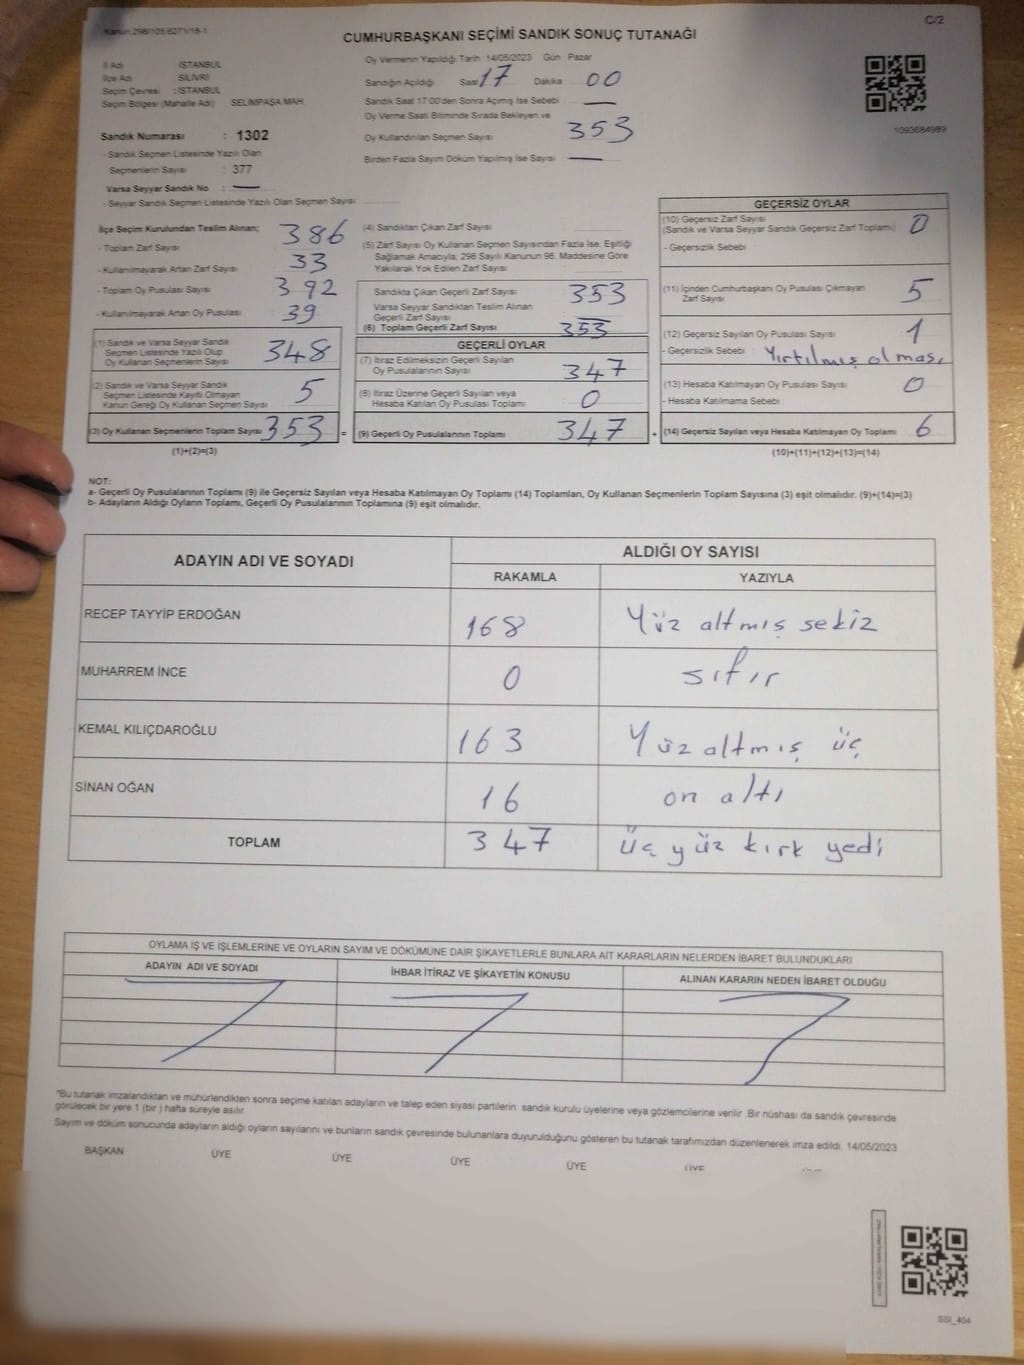 Kanun 298/105,6271/18-1
C/2
CUMHURBAŞKANI SEÇİMİ SANDIK SONUÇ TUTANAĞI
İl Adı : İSTANBUL
İlçe Adı : SİLİVRİ
Seçim Çevresi : İSTANBUL
Seçim Bölgesi (Mahalle Adı) : SELİMPAŞA MAH.
Oy Vermenin Yapıldığı Tarih 14/05/2023 Gün Pazar
Sandığın Açıldığı Saat 17 Dakika 00
Sandık Saat 17:00'den Sonra Açımış İse Sebebi —
Oy Verme Saati Bitiminde Sırada Bekleyen ve
Oy Kullandırılan Seçmen Sayısı 353
Birden Fazla Sayım Döküm Yapılmış İse Sayısı —
1093684989
Sandık Numarası : 1302
- Sandık Seçmen Listesinde Yazılı Olan
Seçmenlerin Sayısı : 377
Varsa Seyyar Sandık No : —
- Seyyar Sandık Seçmen Listesinde Yazılı Olan Seçmen Sayısı
İlçe Seçim Kurulundan Teslim Alınan;
- Toplam Zarf Sayısı 386
- Kullanılmayarak Artan Zarf Sayısı 33
- Toplam Oy Pusulası Sayısı 392
- Kullanılmayarak Artan Oy Pusulası 39
(1) Sandık ve Varsa Seyyar Sandık
Seçmen Listesinde Yazılı Olup
Oy Kullanan Seçmenlerin Sayısı 348
(2) Sandık ve Varsa Seyyar Sandık
Seçmen Listesinde Kaydı Olmayan
Kanun Gereği Oy Kullanan Seçmen Sayısı 5
(3) Oy Kullanan Seçmenlerin Toplam Sayısı 353 =
(1)+(2)=(3)
(4) Sandıktan Çıkan Zarf Sayısı
(5) Zarf Sayısı Oy Kullanan Seçmen Sayısından Fazla İse, Eşitliği
Sağlamak Amacıyla; 298 Sayılı Kanunun 98. Maddesine Göre
Yakılarak Yok Edilen Zarf Sayısı
Sandıkta Çıkan Geçerli Zarf Sayısı 353
Varsa Seyyar Sandıktan Teslim Alınan
Geçerli Zarf Sayısı —
(6) Toplam Geçerli Zarf Sayısı 353
GEÇERLİ OYLAR
(7) İtiraz Edilmeksizin Geçerli Sayılan
Oy Pusulalarının Sayısı 347
(8) İtiraz Üzerine Geçerli Sayılan veya
Hesaba Katılan Oy Pusulası Toplamı 0
(9) Geçerli Oy Pusulalarının Toplamı 347 +
GEÇERSİZ OYLAR
(10) Geçersiz Zarf Sayısı
(Sandık ve Varsa Seyyar Sandık Geçersiz Zarf Toplamı) 0
- Geçersizlik Sebebi
(11) İçinden Cumhurbaşkanı Oy Pusulası Çıkmayan
Zarf Sayısı 5
(12) Geçersiz Sayılan Oy Pusulası Sayısı 1
- Geçersizlik Sebebi Yırtılmış olması
(13) Hesaba Katılmayan Oy Pusulası Sayısı 0
- Hesaba Katılmama Sebebi
(14) Geçersiz Sayılan veya Hesaba Katılmayan Oy Toplamı 6
(10)+(11)+(12)+(13)=(14)
NOT:
a- Geçerli Oy Pusulalarının Toplamı (9) ile Geçersiz Sayılan veya Hesaba Katılmayan Oy Toplamı (14) Toplamları, Oy Kullanan Seçmenlerin Toplam Sayısına (3) eşit olmalıdır. (9)+(14)=(3)
b- Adayların Aldığı Oyların Toplamı, Geçerli Oy Pusulalarının Toplamına (9) eşit olmalıdır.
ADAYIN ADI VE SOYADI
ALDIĞI OY SAYISI
RAKAMLA YAZIYLA
RECEP TAYYİP ERDOĞAN 168 Yüz altmış sekiz
MUHARREM İNCE 0 sıfır
KEMAL KILIÇDAROĞLU 163 Yüz altmış üç
SİNAN OĞAN 16 on altı
TOPLAM 347 üç yüz kırk yedi
OYLAMA İŞ VE İŞLEMLERİNE VE OYLARIN SAYIM VE DÖKÜMÜNE DAİR ŞİKAYETLERLE BUNLARA AİT KARARLARIN NELERDEN İBARET BULUNDUKLARI
ADAYIN ADI VE SOYADI İHBAR İTİRAZ VE ŞİKAYETİN KONUSU ALINAN KARARIN NEDEN İBARET OLDUĞU
*Bu tutanak imzalandıktan ve mühürlendikten sonra seçime katılan adayların ve talep eden siyasi partilerin sandık kurulu üyelerine veya gözlemcilerine verilir. Bir nüshası da sandık çevresinde
görülecek bir yere 1 (bir) hafta süreyle asılır.
Sayım ve döküm sonucunda adayların aldığı oyların sayılarını ve bunların sandık çevresinde bulunanlara duyurulduğunu gösteren bu tutanak tarafımızdan düzenlenerek imza edildi. 14/05/2023
BAŞKAN ÜYE ÜYE ÜYE ÜYE ÜYE
SSI_404